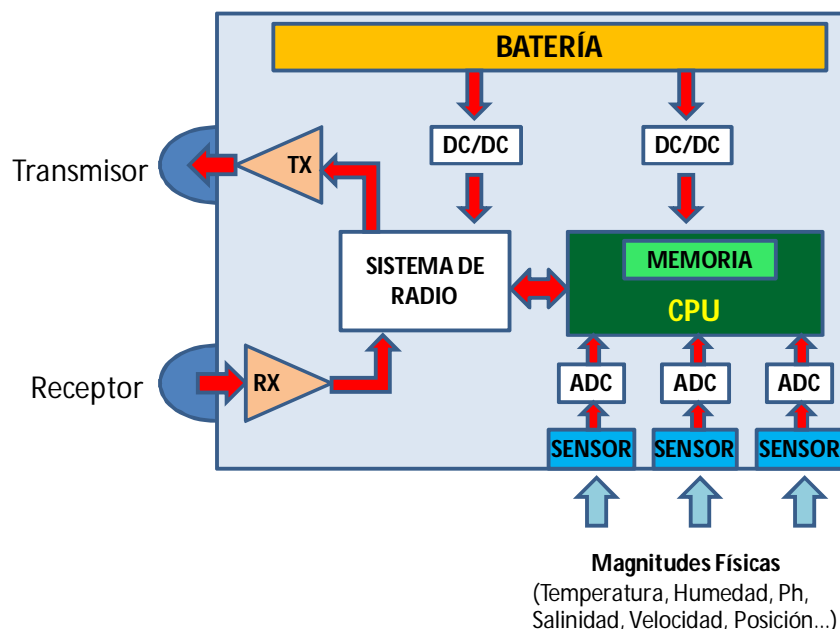 BATERÍA
DC/DC
DC/DC
Transmisor
TX
SISTEMA DE
RADIO
MEMORIA
CPU
Receptor
RX
ADC
ADC
ADC
SENSOR
SENSOR
SENSOR
Magnitudes Físicas
(Temperatura, Humedad, Ph,
Salinidad, Velocidad, Posición...)